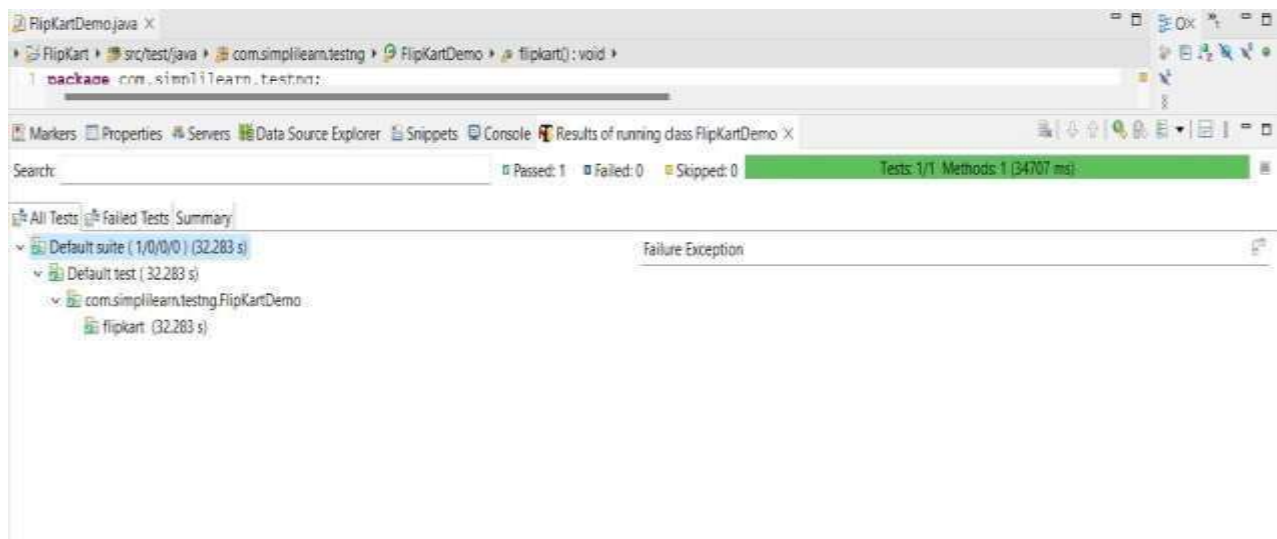 FlipKartDemo.java
FlipKart src/test/java com.simplilearn.testng FlipKartDemo flipkart() : void
1 package com.simplilearn.testng;
Markers Properties Servers Data Source Explorer Snippets Console Results of running class FlipKartDemo
Search: Passed: 1 Failed: 0 Skipped: 0 Tests: 1/1 Methods: 1 (34707 ms)
All Tests Failed Tests Summary
Default suite ( 1/0/0/0 ) (32.283 s) Failure Exception
Default test ( 32.283 s)
com.simplilearn.testng.FlipKartDemo
flipkart (32.283 s)